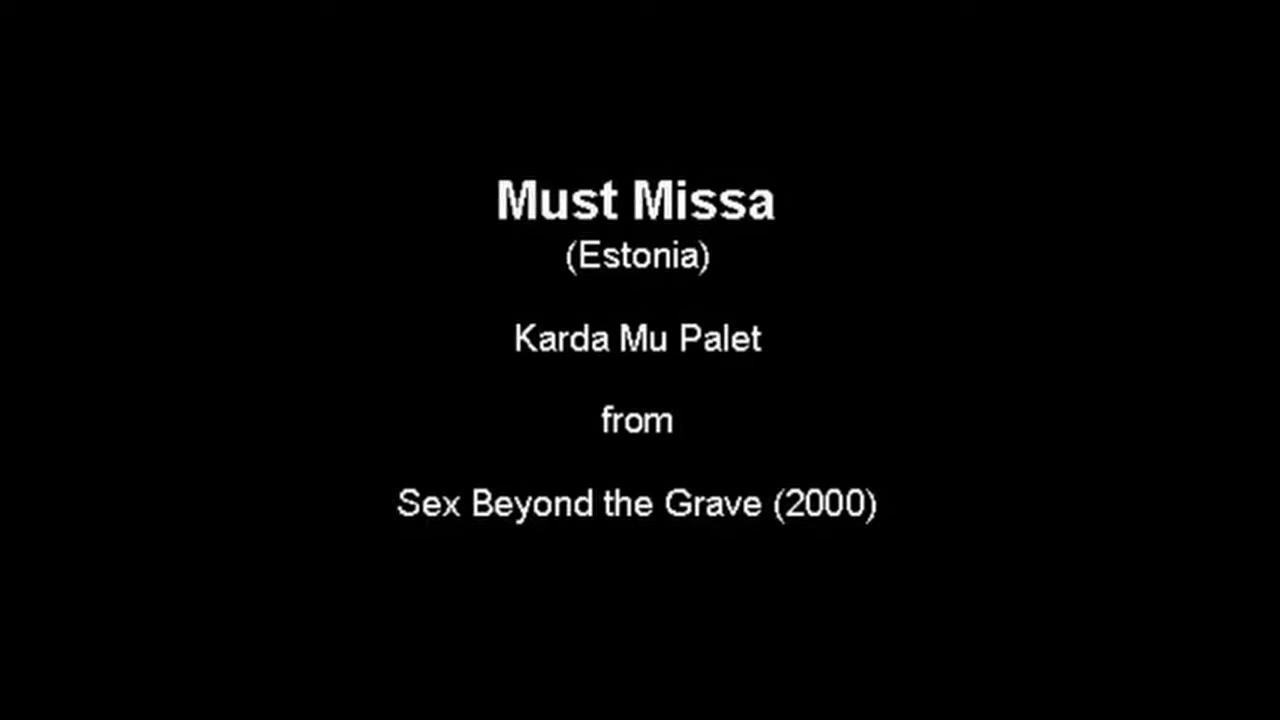 Must Missa
(Estonia)
Karda Mu Palet
from
Sex Beyond the Grave (2000)